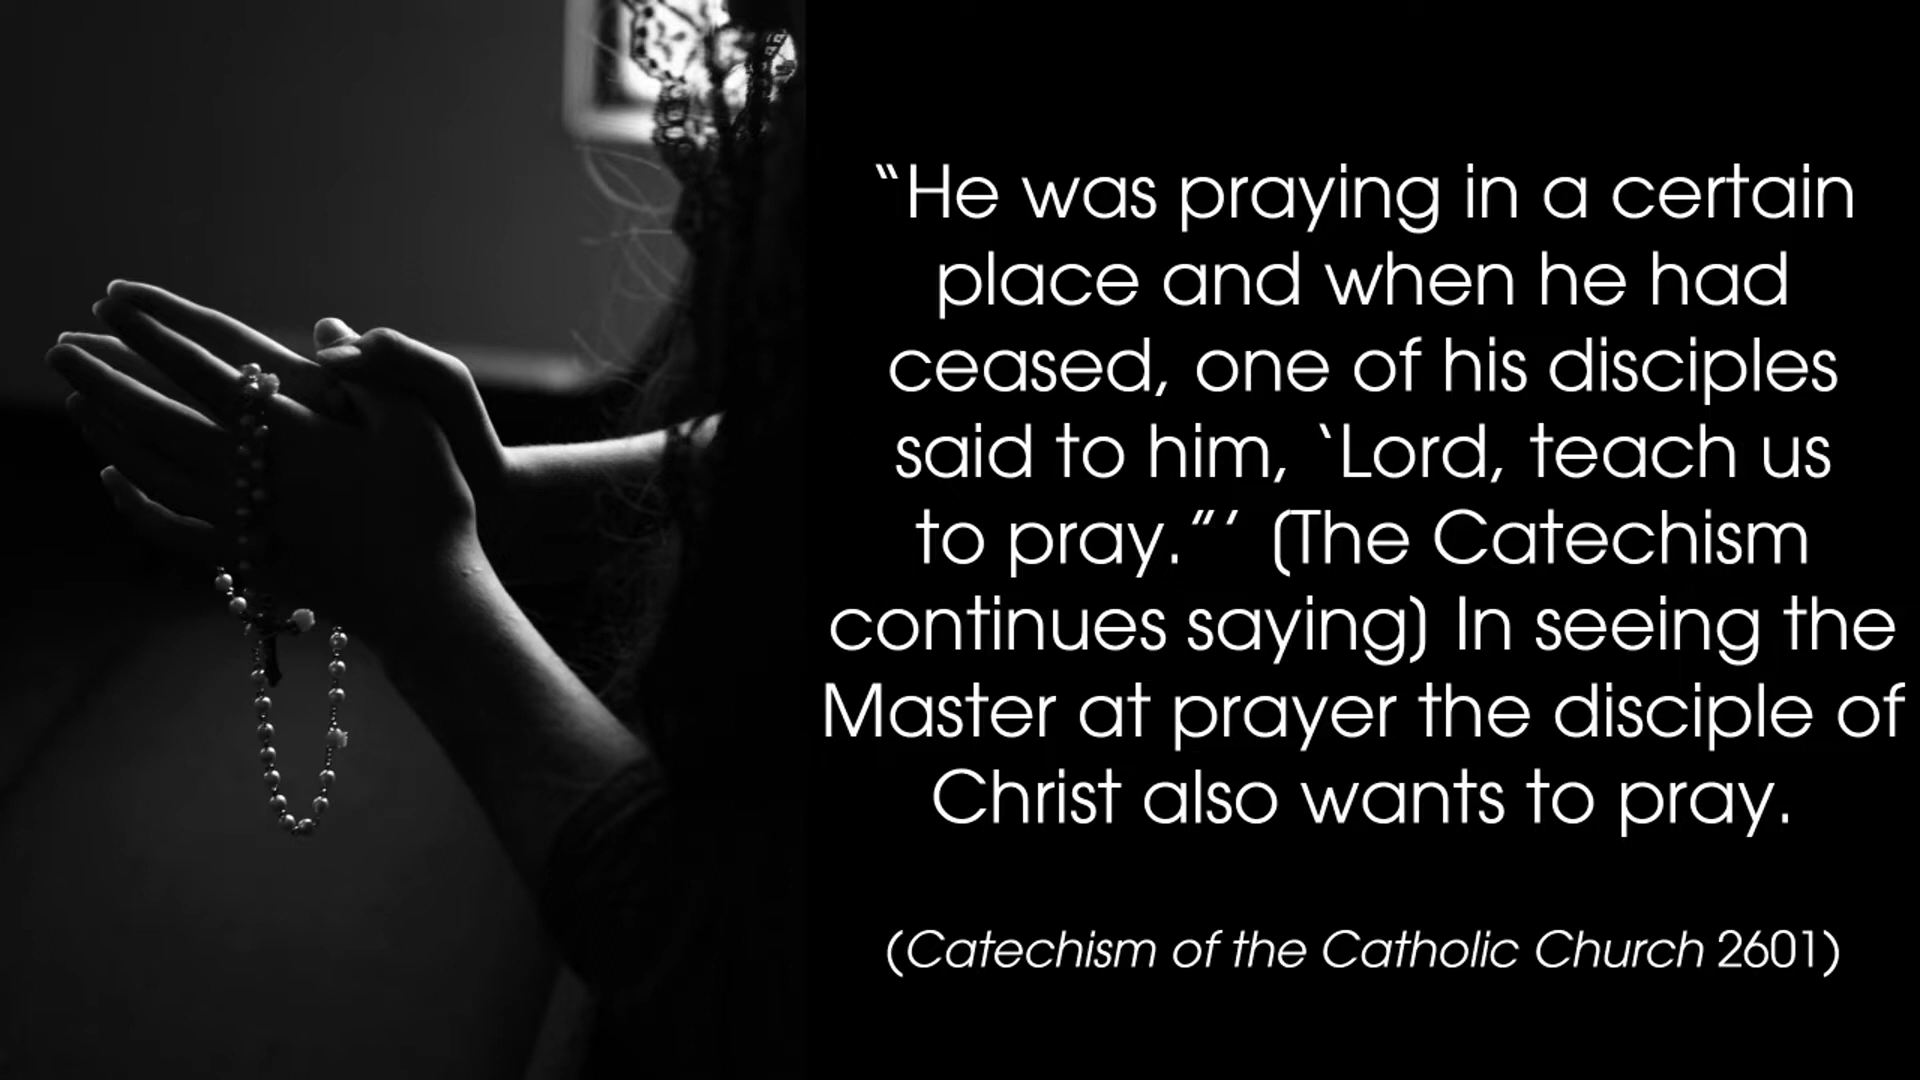 “He was praying in a certain
place and when he had
ceased, one of his disciples
said to him, ‘Lord, teach us
to pray.”’ (The Catechism
continues saying) In seeing the
Master at prayer the disciple of
Christ also wants to pray.
(Catechism of the Catholic Church 2601)